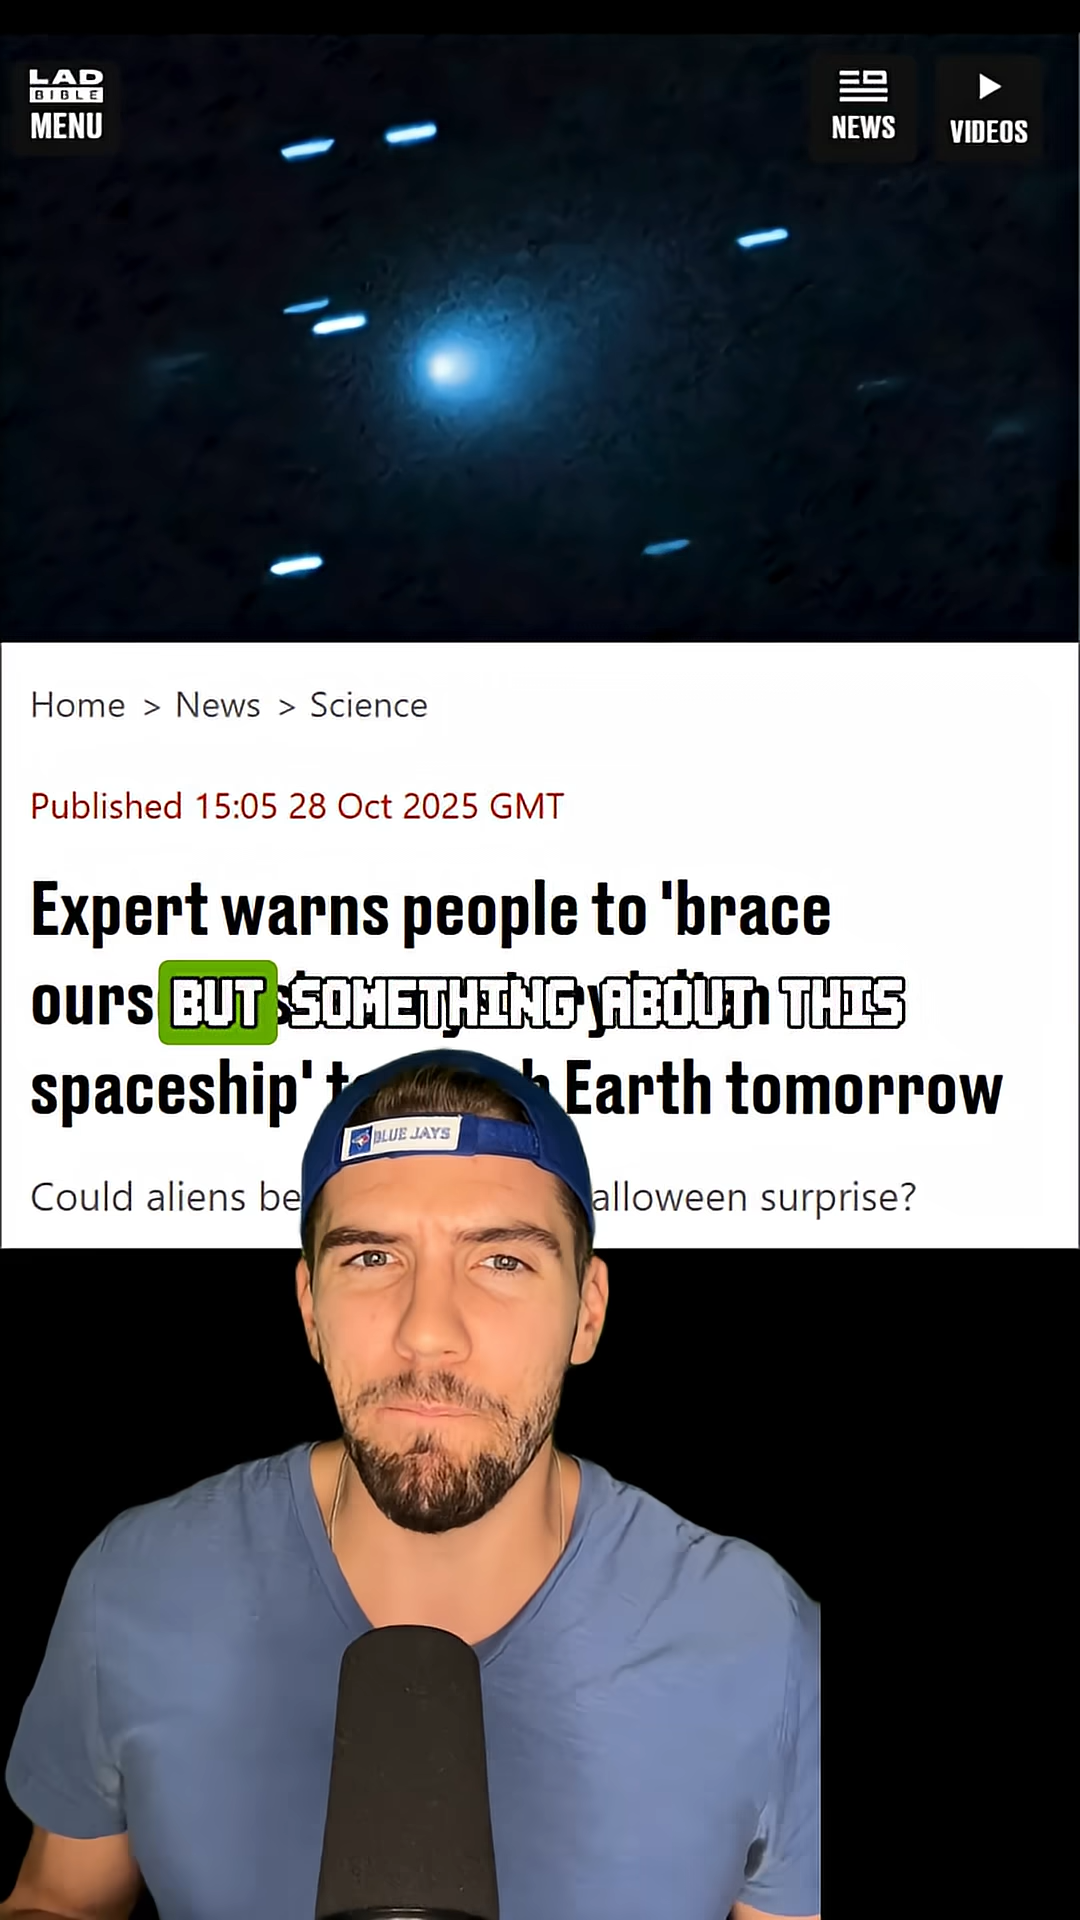 LAD
BIBLE
MENU
NEWS
VIDEOS
Home > News > Science
Published 15:05 28 Oct 2025 GMT
Expert warns people to 'brace
ours
BUT SOMETHING ABOUT THIS
spaceship' Earth tomorrow
BLUE JAYS
Could aliens be alloween surprise?